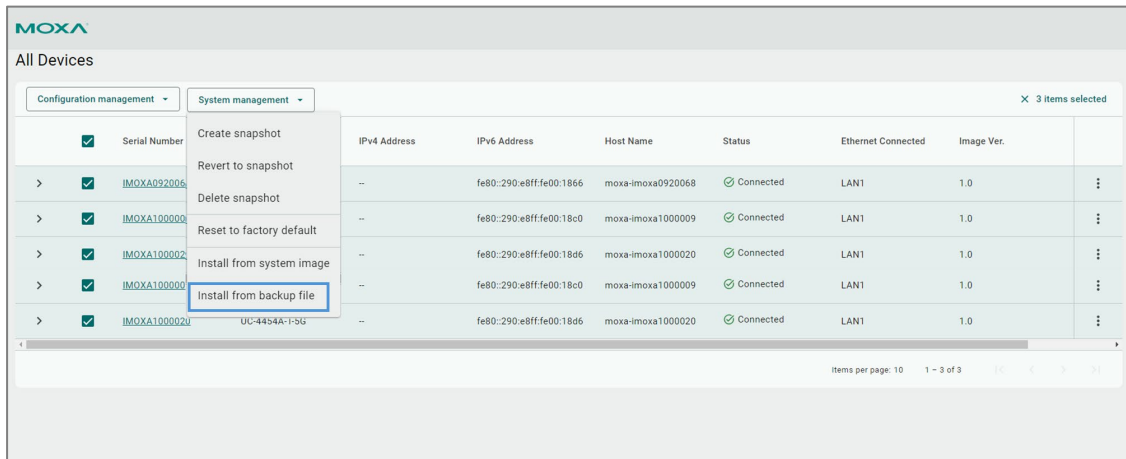 MOXA
All Devices
Configuration management System management × 3 items selected
Serial Number IPv4 Address IPv6 Address Host Name Status Ethernet Connected Image Ver.
Create snapshot
Revert to snapshot
Delete snapshot
Reset to factory default
Install from system image
Install from backup file
IMOXA092006 -- fe80::290:e8ff:fe00:1866 moxa-imoxa0920068 Connected LAN1 1.0
IMOXA100000 -- fe80::290:e8ff:fe00:18c0 moxa-imoxa1000009 Connected LAN1 1.0
IMOXA100002 -- fe80::290:e8ff:fe00:18d6 moxa-imoxa1000020 Connected LAN1 1.0
IMOXA100000 fe80::290:e8ff:fe00:18c0 moxa-imoxa1000009 Connected LAN1 1.0
IMOXA1000020 UC-4454A-T-5G -- fe80::290:e8ff:fe00:18d6 moxa-imoxa1000020 Connected LAN1 1.0
Items per page: 10 1 – 3 of 3